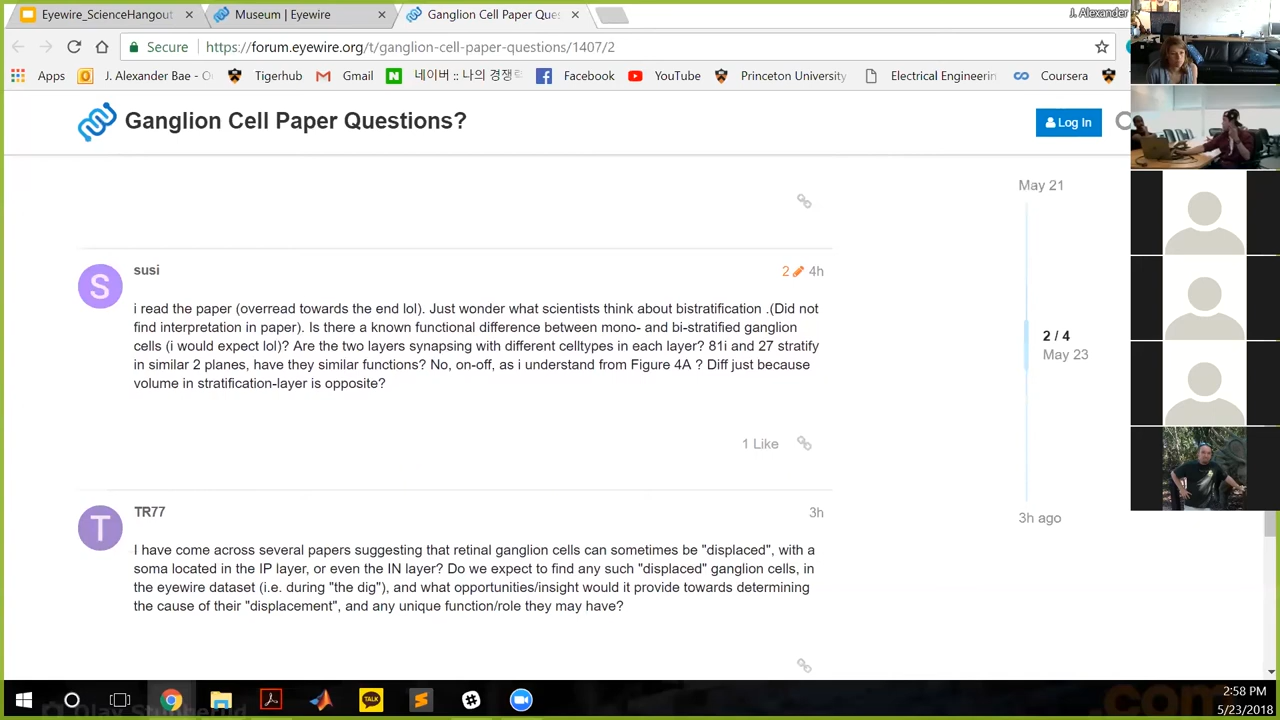 Eyewire_ScienceHangout
Museum | Eyewire
Ganglion Cell Paper Ques
J. Alexander
Secure
https://forum.eyewire.org/t/ganglion-cell-paper-questions/1407/2
Apps
J. Alexander Bae - O
Tigerhub
Gmail
네이버 :: 나의 경쟁력
Facebook
YouTube
Princeton University
Electrical Engineerin
Coursera
Ganglion Cell Paper Questions?
Log In
May 21
susi
2
4h
i read the paper (overread towards the end lol). Just wonder what scientists think about bistratification .(Did not
find interpretation in paper). Is there a known functional difference between mono- and bi-stratified ganglion
cells (i would expect lol)? Are the two layers synapsing with different celltypes in each layer? 81i and 27 stratify
in similar 2 planes, have they similar functions? No, on-off, as i understand from Figure 4A ? Diff just because
volume in stratification-layer is opposite?
2 / 4
May 23
1 Like
TR77
3h
3h ago
I have come across several papers suggesting that retinal ganglion cells can sometimes be "displaced", with a
soma located in the IP layer, or even the IN layer? Do we expect to find any such "displaced" ganglion cells, in
the eyewire dataset (i.e. during "the dig"), and what opportunities/insight would it provide towards determining
the cause of their "displacement", and any unique function/role they may have?
2:58 PM
5/23/2018